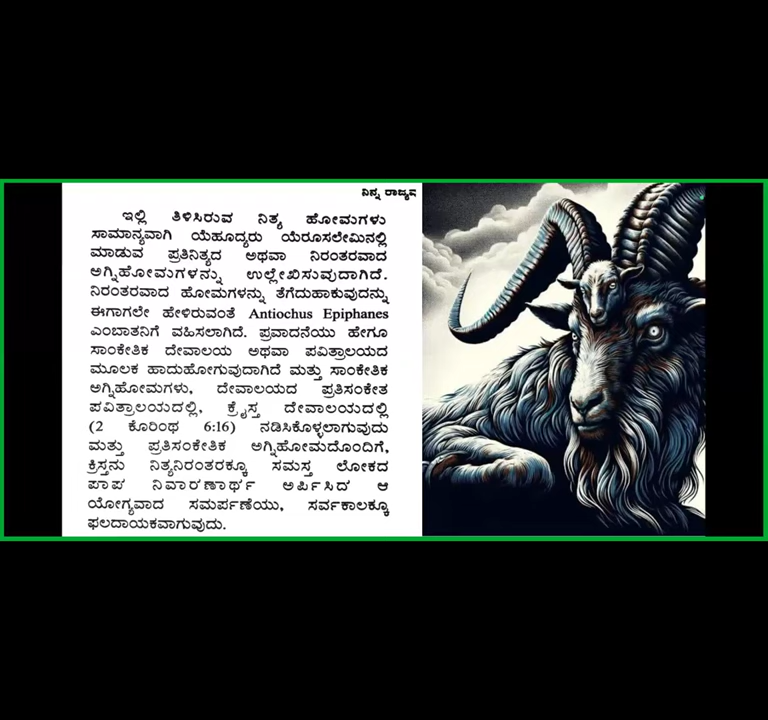 ನಿನ್ನ ರಾಜ್ಯವ
ಇಲ್ಲಿ ತಿಳಿಸಿರುವ ನಿತ್ಯ ಹೋಮಗಳು
ಸಾಮಾನ್ಯವಾಗಿ ಯೆಹೂದ್ಯರು ಯೆರೂಸಲೇಮಿನಲ್ಲಿ
ಮಾಡುವ ಪ್ರತಿನಿತ್ಯದ ಅಥವಾ ನಿರಂತರವಾದ
ಅಗ್ನಿಹೋಮಗಳನ್ನು ಉಲ್ಲೇಖಿಸುವುದಾಗಿದೆ.
ನಿರಂತರವಾದ ಹೋಮಗಳನ್ನು ತೆಗೆದುಹಾಕುವುದನ್ನು
ಈಗಾಗಲೇ ಹೇಳಿರುವಂತೆ Antiochus Epiphanes
ಎಂಬಾತನಿಗೆ ವಹಿಸಲಾಗಿದೆ. ಪ್ರವಾದನೆಯು ಹೇಗೂ
ಸಾಂಕೇತಿಕ ದೇವಾಲಯ ಅಥವಾ ಪವಿತ್ರಾಲಯದ
ಮೂಲಕ ಹಾದುಹೋಗುವುದಾಗಿದೆ ಮತ್ತು ಸಾಂಕೇತಿಕ
ಅಗ್ನಿಹೋಮಗಳು, ದೇವಾಲಯದ ಪ್ರತಿಸಂಕೇತ
ಪವಿತ್ರಾಲಯದಲ್ಲಿ, ಕ್ರೈಸ್ತ ದೇವಾಲಯದಲ್ಲಿ
(2 ಕೊರಿಂಥ 6:16) ನಡಿಸಿಕೊಳ್ಳಲಾಗುವುದು
ಮತ್ತು ಪ್ರತಿಸಂಕೇತಿಕ ಅಗ್ನಿಹೋಮದೊಂದಿಗೆ,
ಕ್ರಿಸ್ತನು ನಿತ್ಯನಿರಂತರಕ್ಕೂ ಸಮಸ್ತ ಲೋಕದ
ಪಾಪ ನಿವಾರಣಾರ್ಥ ಅರ್ಪಿಸಿದ ಆ
ಯೋಗ್ಯವಾದ ಸಮರ್ಪಣೆಯು, ಸರ್ವಕಾಲಕ್ಕೂ
ಫಲದಾಯಕವಾಗುವುದು.